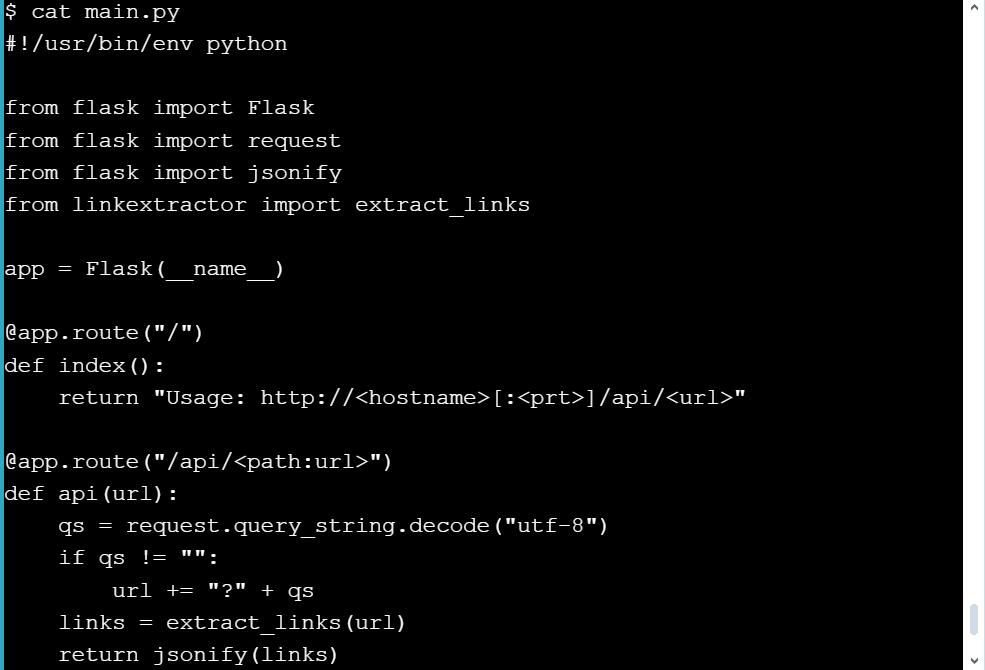 $ cat main.py
#!/usr/bin/env python

from flask import Flask
from flask import request
from flask import jsonify
from linkextractor import extract_links

app = Flask(__name__)

@app.route("/")
def index():
    return "Usage: http://<hostname>[:<prt>]/api/<url>"

@app.route("/api/<path:url>")
def api(url):
    qs = request.query_string.decode("utf-8")
    if qs != "":
        url += "?" + qs
    links = extract_links(url)
    return jsonify(links)